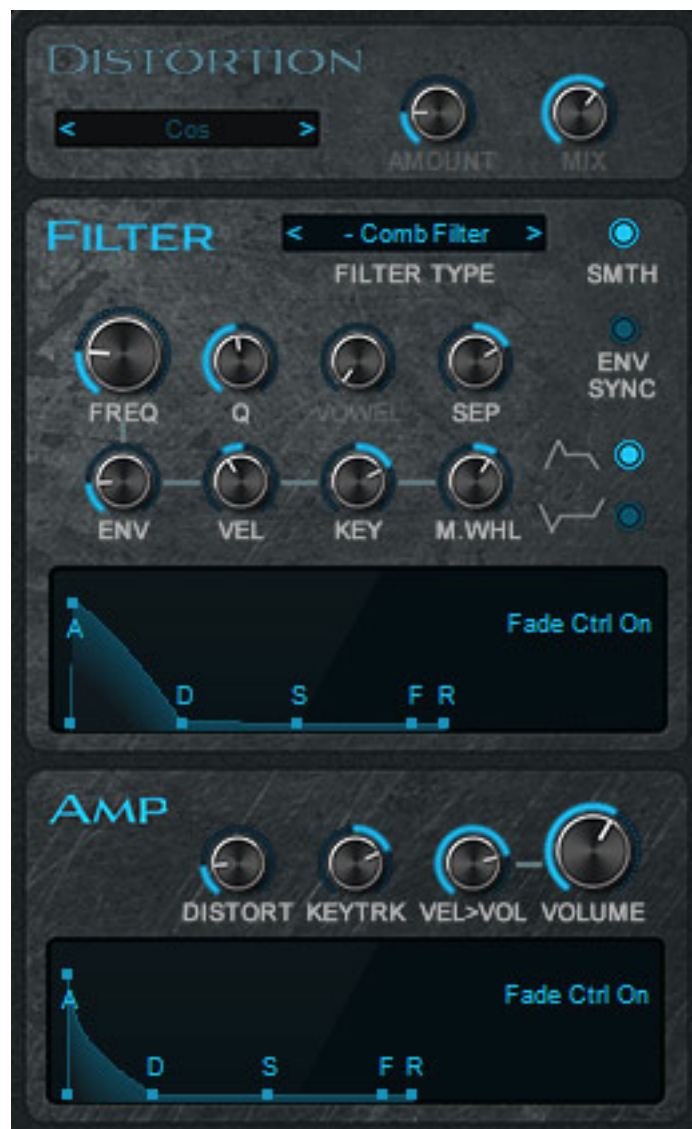 DISTORTION
< Cos >
AMOUNT MIX
FILTER
< - Comb Filter >
FILTER TYPE
SMTH
ENV
SYNC
FREQ Q VOWEL SEP
ENV VEL KEY M.WHL
Fade Ctrl On
A
D S F R
AMP
DISTORT KEYTRK VEL>VOL VOLUME
Fade Ctrl On
A
D S F R